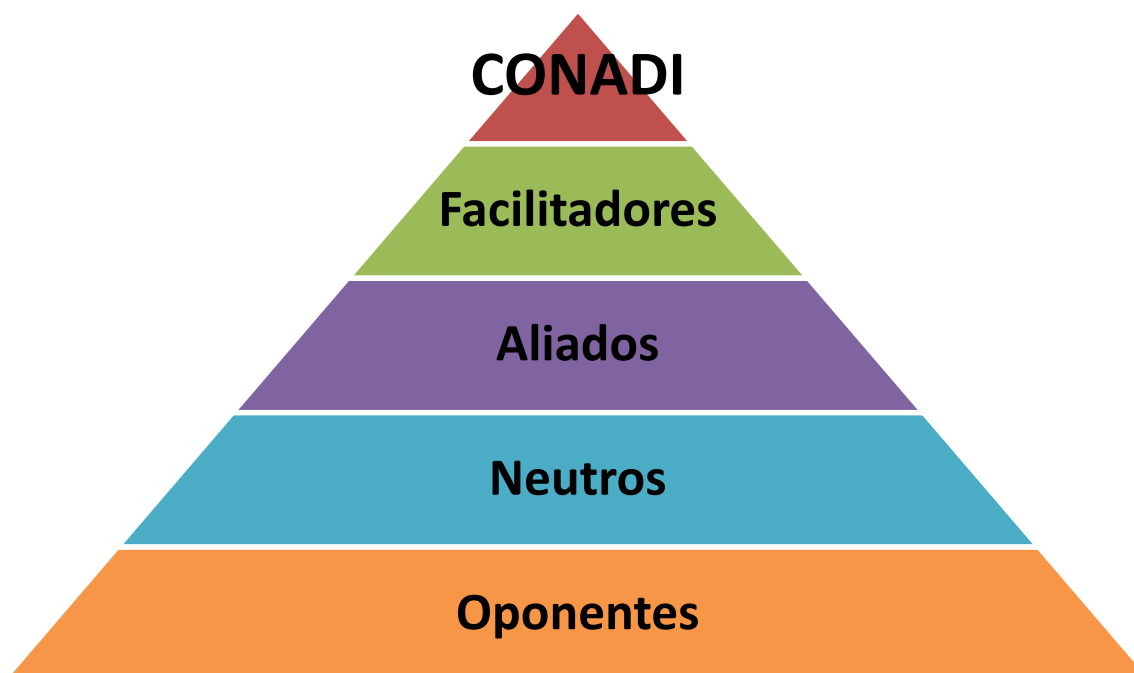 CONADI
Facilitadores
Aliados
Neutros
Oponentes